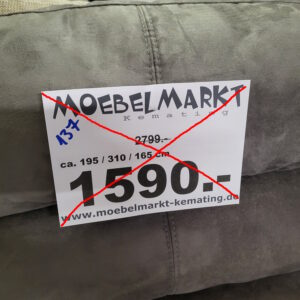 MOEBELMARKT
Kemating
137
2799.-
ca. 195 / 310 / 165 cm
1590.-
www.moebelmarkt-kemating.de